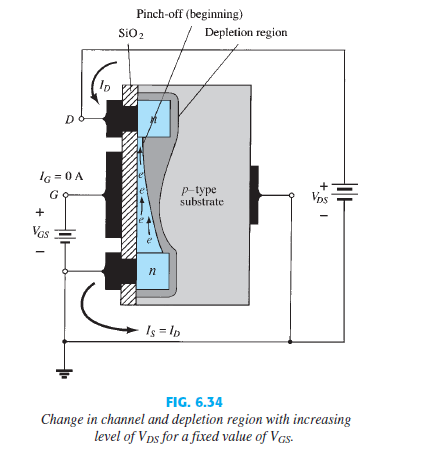 Pinch-off (beginning)
SiO2
Depletion region
ID
D
n
IG = 0 A
G
+
VGS
–
e
e
e
e
e
p-type
substrate
+
VDS
–
n
IS = ID
FIG. 6.34
Change in channel and depletion region with increasing
level of VDS for a fixed value of VGS.